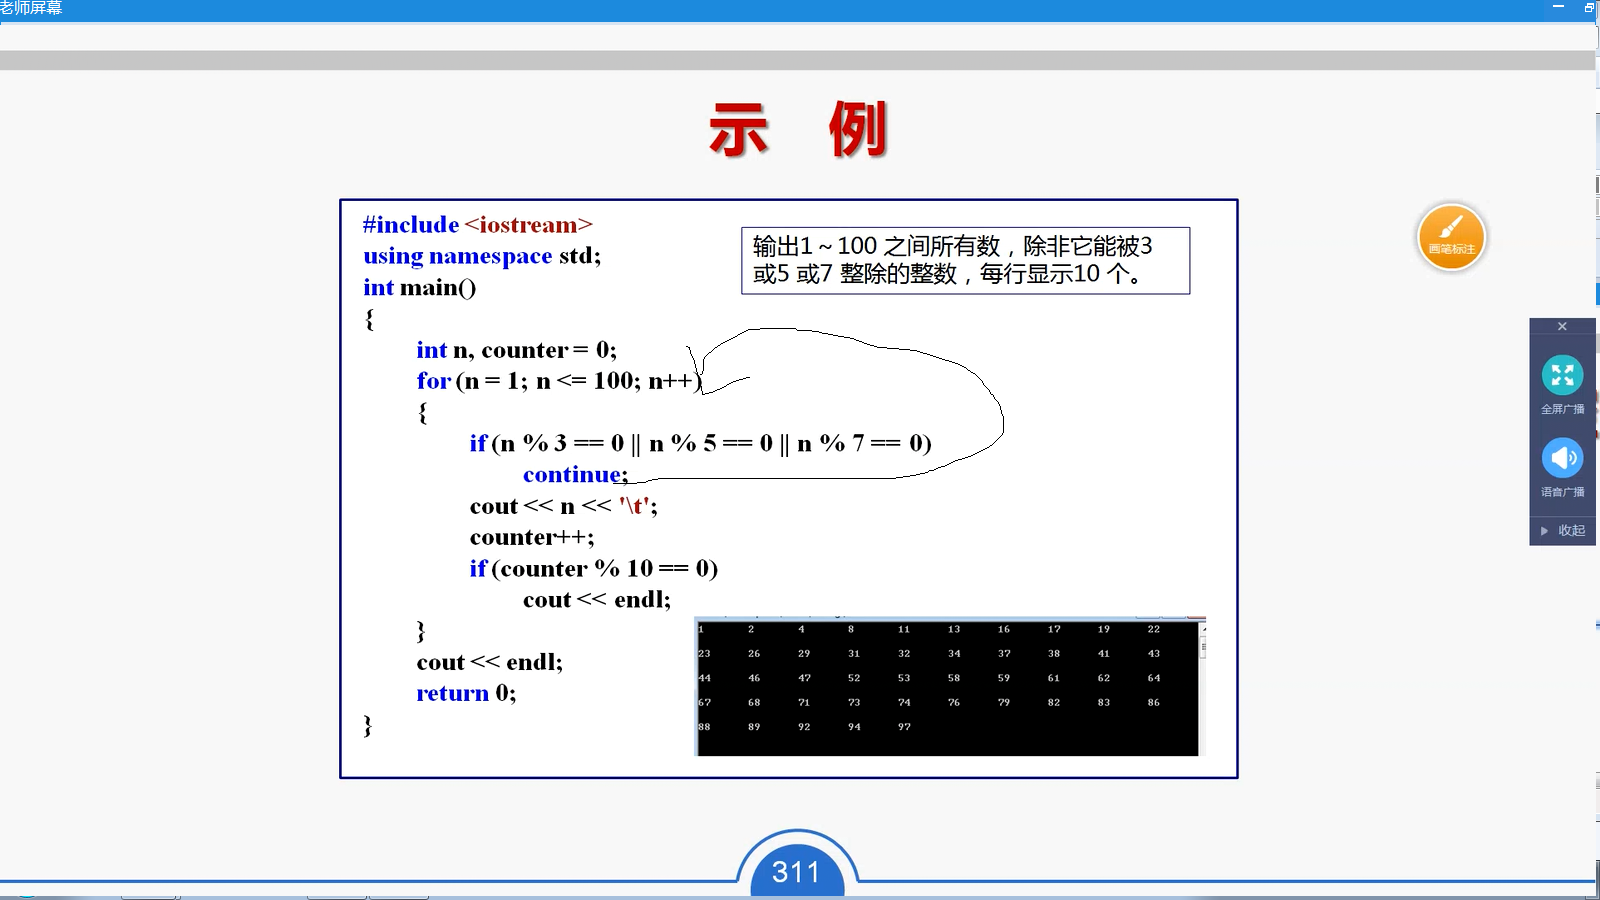 老师屏幕
示 例
#include <iostream>
using namespace std;
int main()
{
int n, counter = 0;
for (n = 1; n <= 100; n++)
{
if (n % 3 == 0 || n % 5 == 0 || n % 7 == 0)
continue;
cout << n << '\t';
counter++;
if (counter % 10 == 0)
cout << endl;
}
cout << endl;
return 0;
}
输出1～100 之间所有数，除非它能被3
或5 或7 整除的整数，每行显示10 个。
1 2 4 8 11 13 16 17 19 22
23 26 29 31 32 34 37 38 41 43
44 46 47 52 53 58 59 61 62 64
67 68 71 73 74 76 79 82 83 86
88 89 92 94 97
画笔标注
全屏广播
语音广播
收起
311